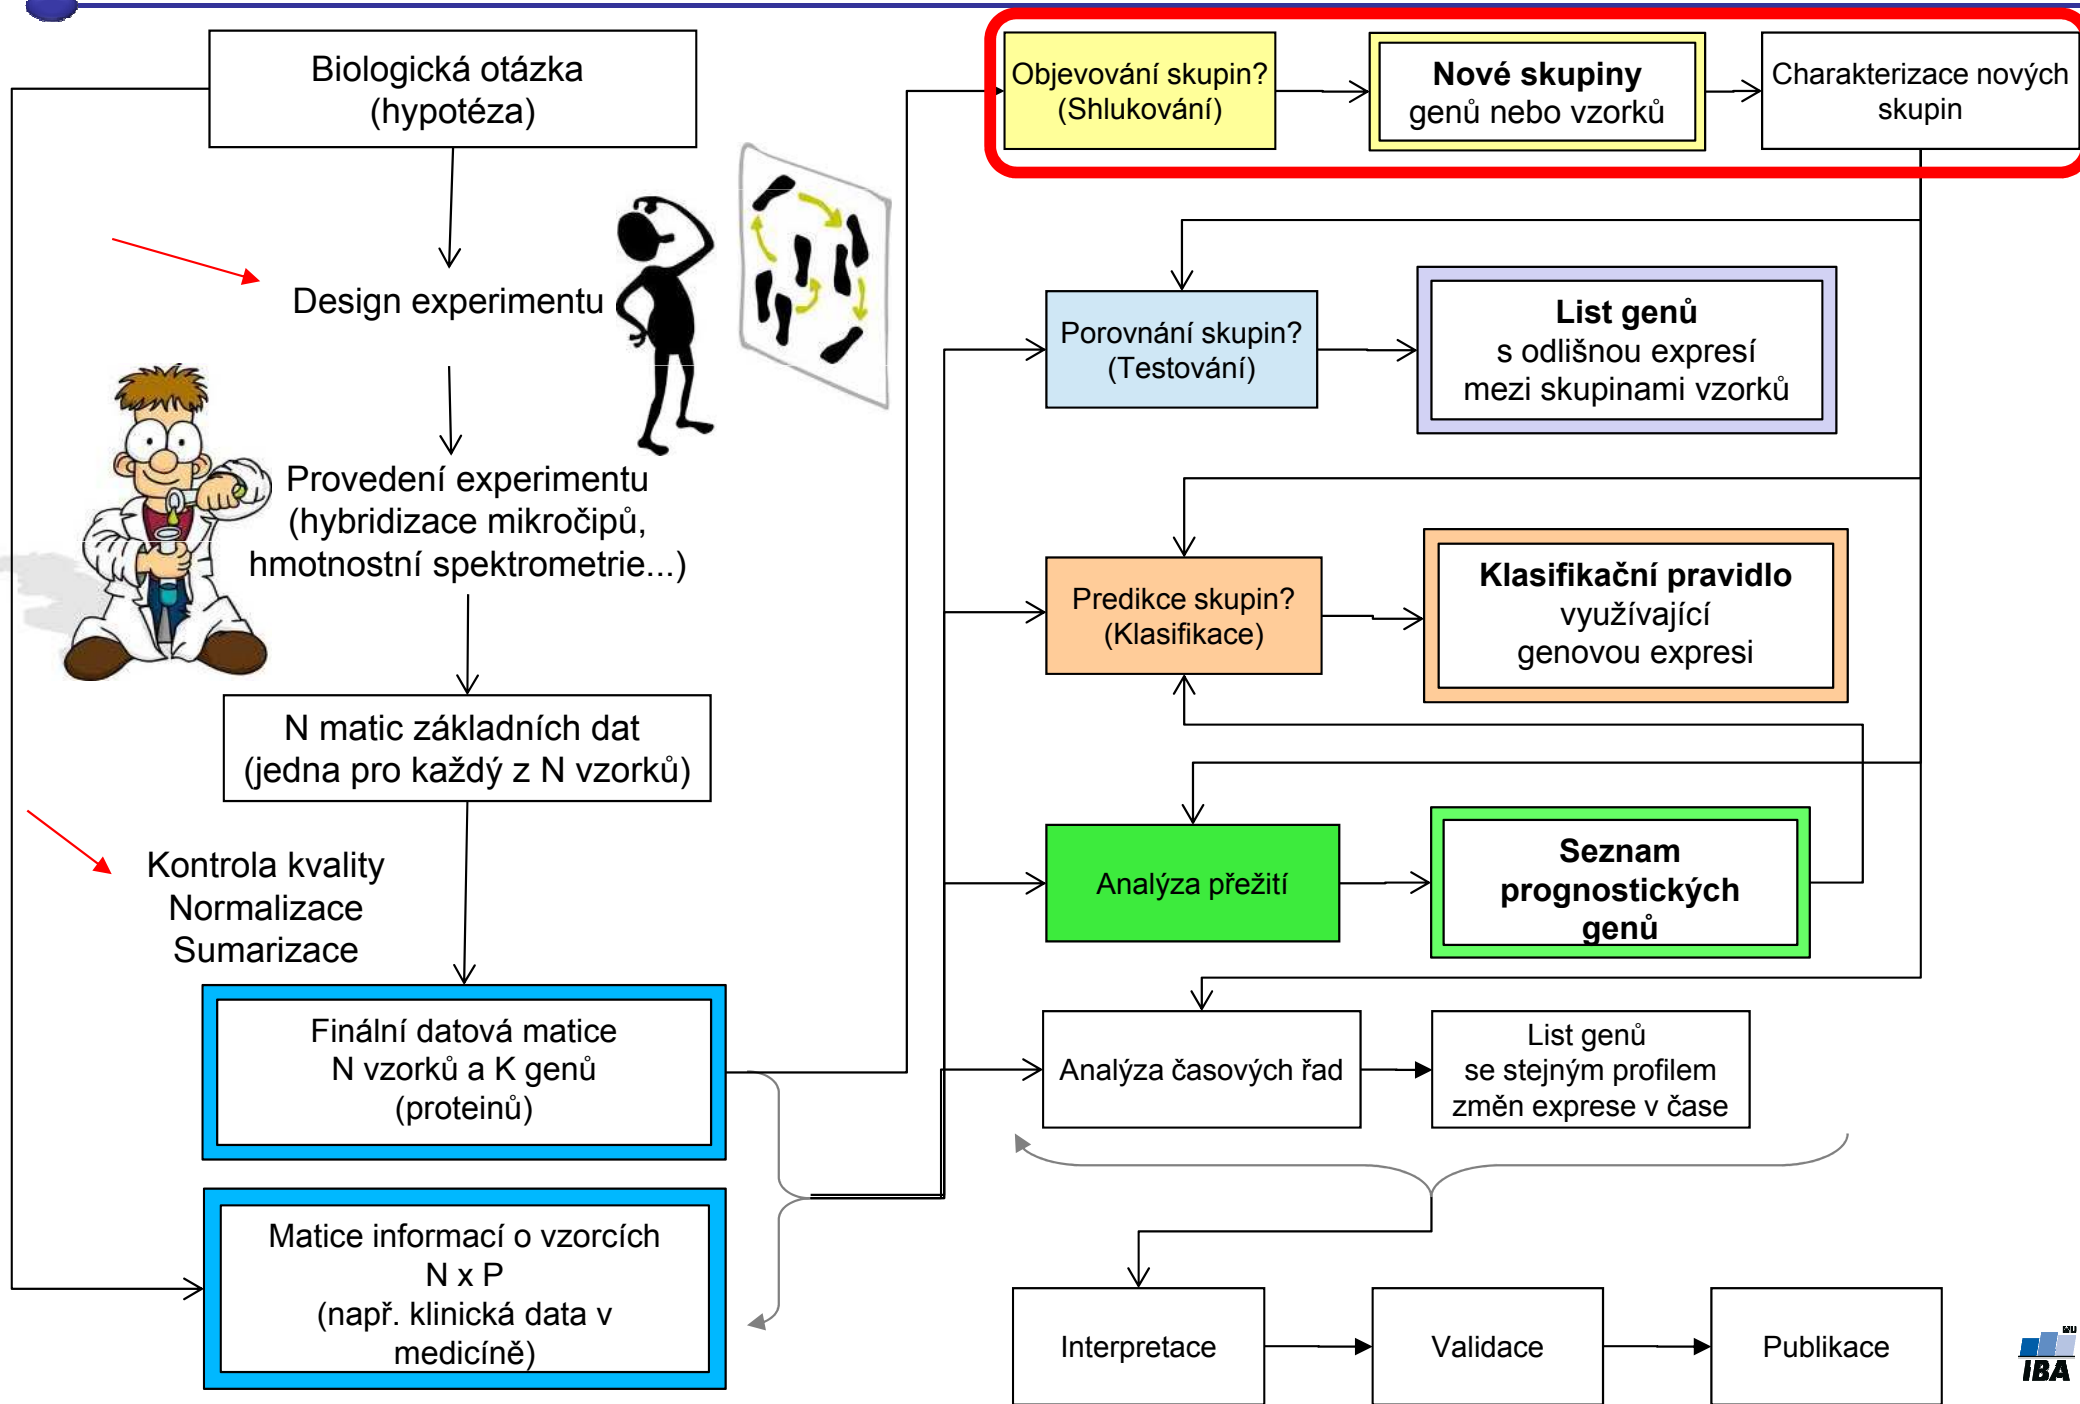 Biologická otázka
(hypotéza)
Design experimentu
Provedení experimentu
(hybridizace mikročipů,
hmotnostní spektrometrie...)
N matic základních dat
(jedna pro každý z N vzorků)
Kontrola kvality
Normalizace
Sumarizace
Finální datová matice
N vzorků a K genů
(proteinů)
Matice informací o vzorcích
N x P
(např. klinická data v
medicíně)
Objevování skupin?
(Shlukování)
Nové skupiny
genů nebo vzorků
Charakterizace nových
skupin
Porovnání skupin?
(Testování)
List genů
s odlišnou expresí
mezi skupinami vzorků
Predikce skupin?
(Klasifikace)
Klasifikační pravidlo
využívající
genovou expresi
Analýza přežití
Seznam
prognostických
genů
Analýza časových řad
List genů
se stejným profilem
změn exprese v čase
Interpretace
Validace
Publikace
MU
IBA